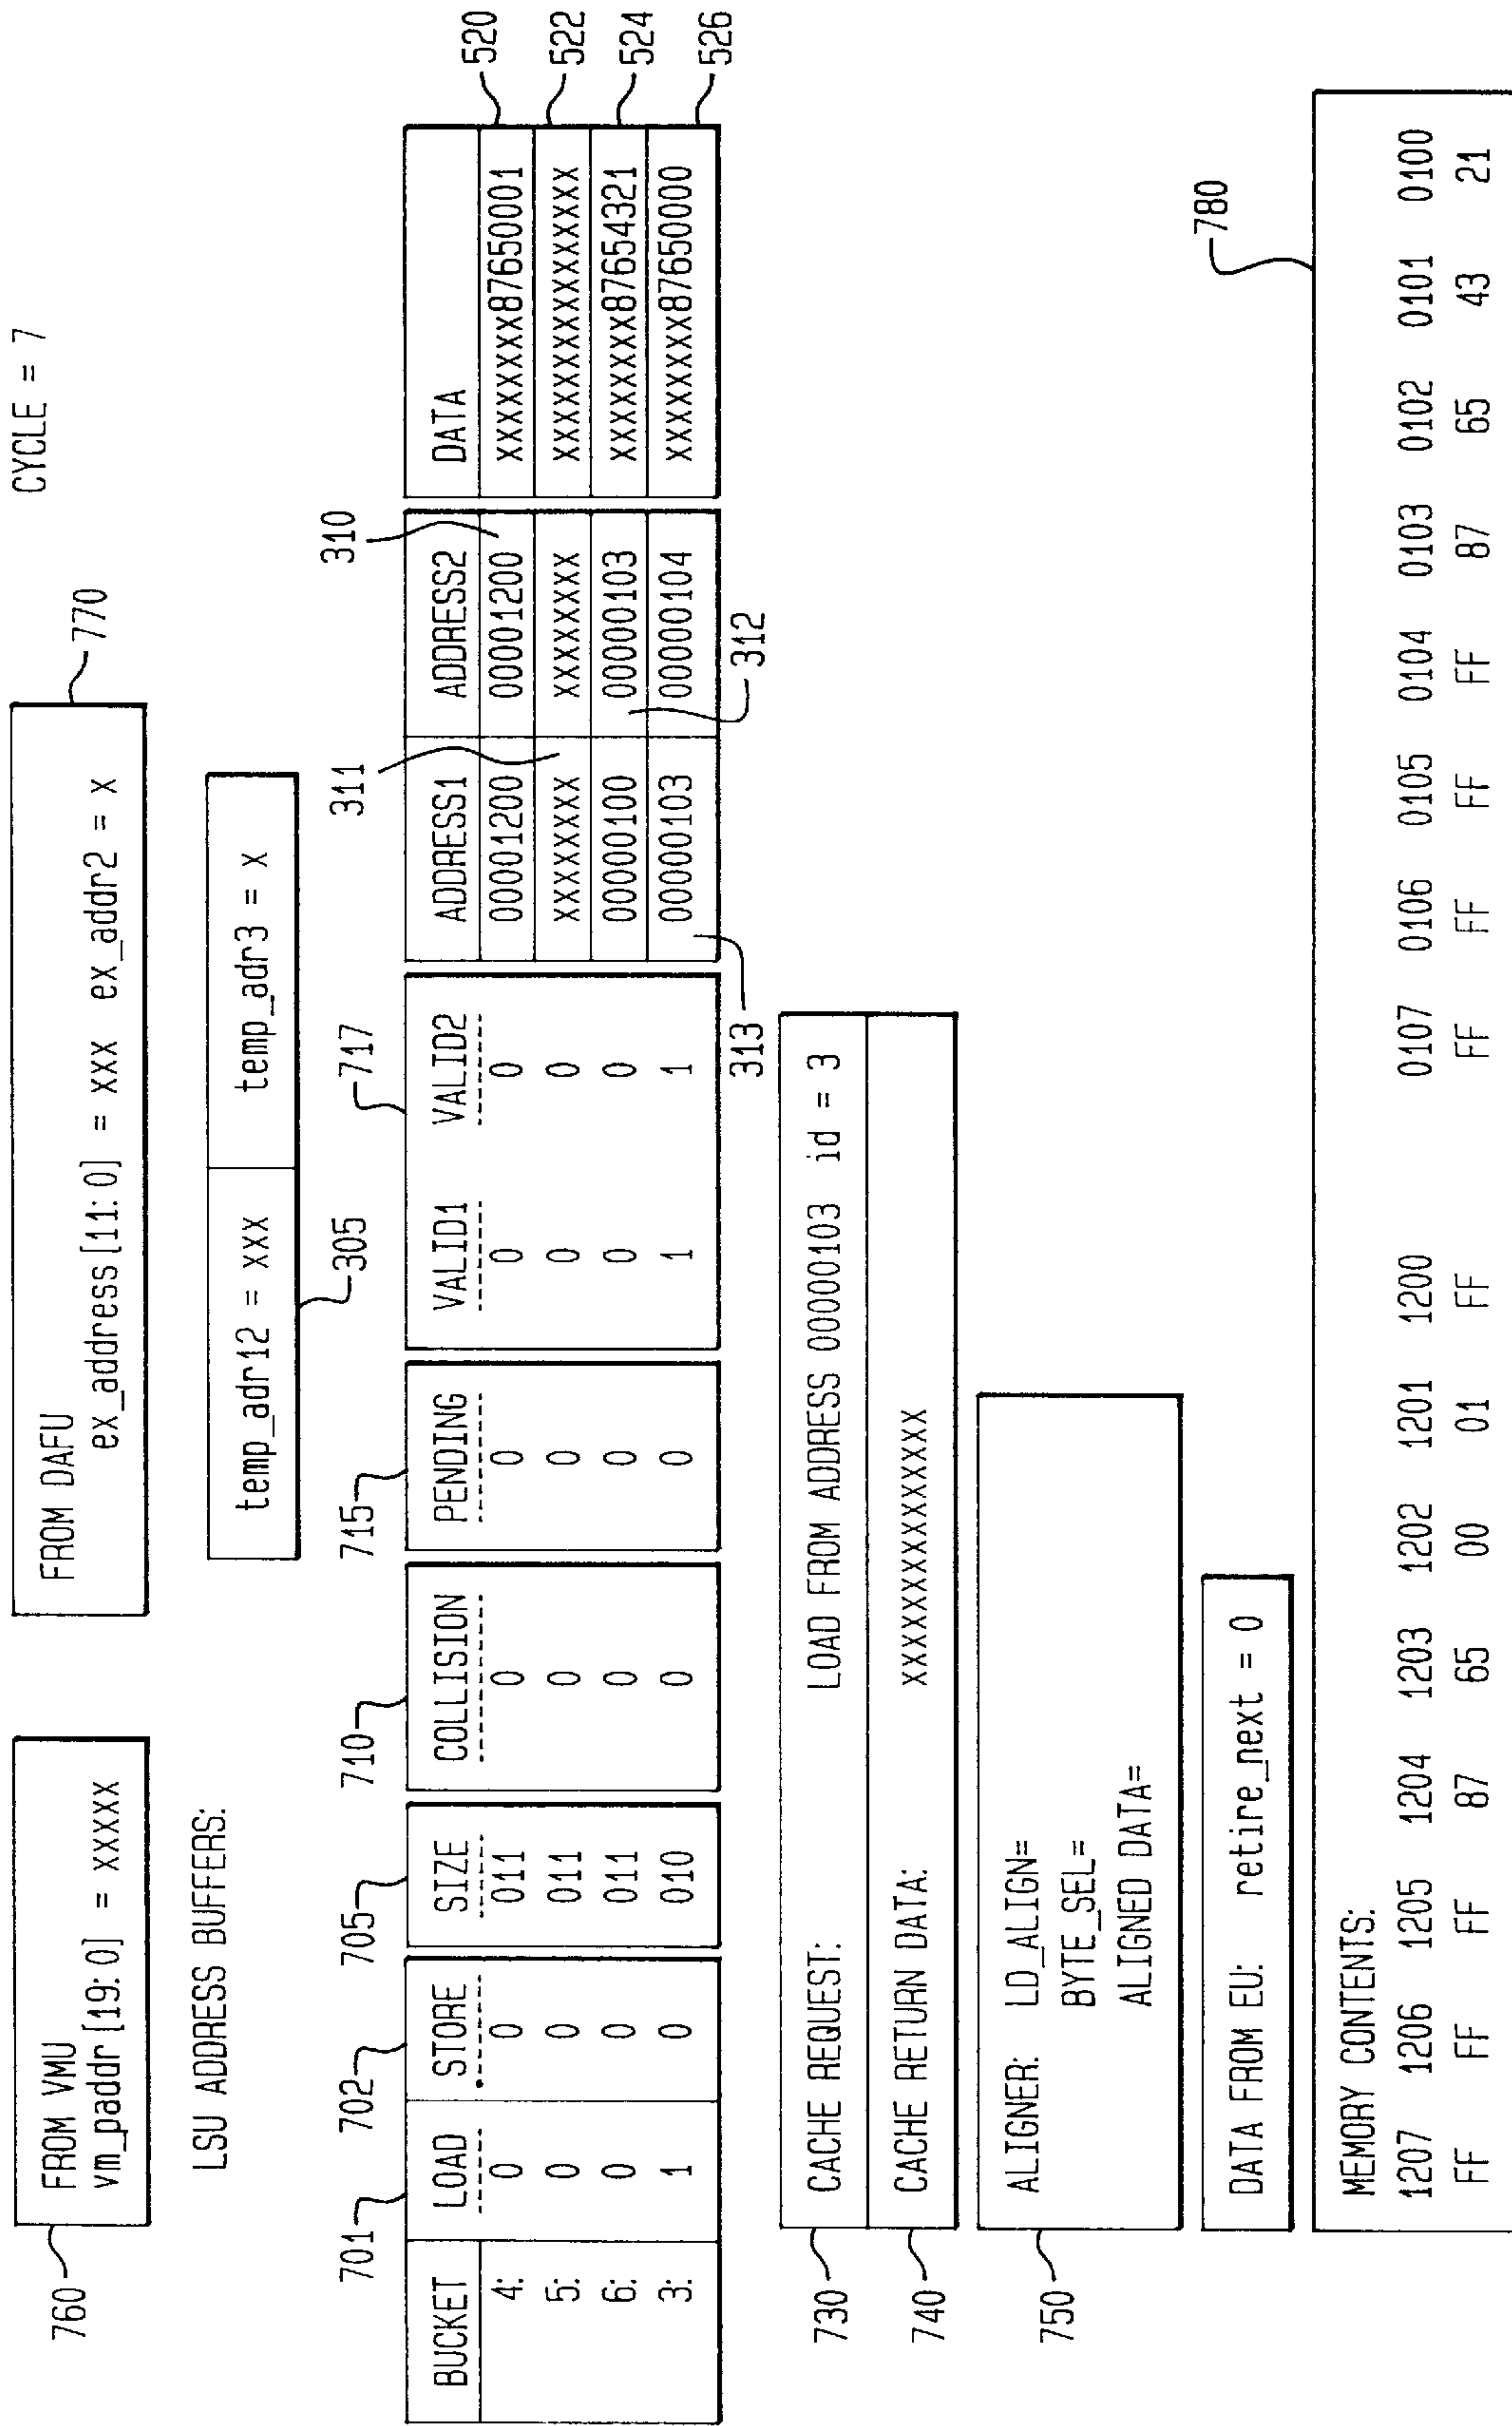 CYCLE = 7
FROM VMU
vm_paddr[19:0] = XXXXX
760
FROM DAFU
ex_address[11:0] = XXX ex_addr2 = X
770
LSU ADDRESS BUFFERS:
temp_adr12 = XXX temp_adr3 = X
305
701 702 705 710 715 717 311 310
BUCKET LOAD STORE SIZE COLLISION PENDING VALID1 VALID2 ADDRESS1 ADDRESS2 DATA
4: 0 0 011 0 0 0 0 00001200 00001200 XXXXXXXX87650001 520
5: 0 0 011 0 0 0 0 XXXXXXXX XXXXXXXX XXXXXXXXXXXXXXXX 522
6: 0 0 011 0 0 0 0 00000100 00000103 XXXXXXXX87654321 524
3: 1 0 010 0 0 1 1 00000103 00000104 XXXXXXXX87650000 526
313 312
730 CACHE REQUEST: LOAD FROM ADDRESS 00000103 id = 3
740 CACHE RETURN DATA: XXXXXXXXXXXXXXXX
750
ALIGNER: LD_ALIGN=
BYTE_SEL=
ALIGNED DATA=
DATA FROM EU: retire_next = 0
780
MEMORY CONTENTS:
1207 1206 1205 1204 1203 1202 1201 1200 0107 0106 0105 0104 0103 0102 0101 0100
FF FF FF 87 65 00 01 FF FF FF FF FF 87 65 43 21